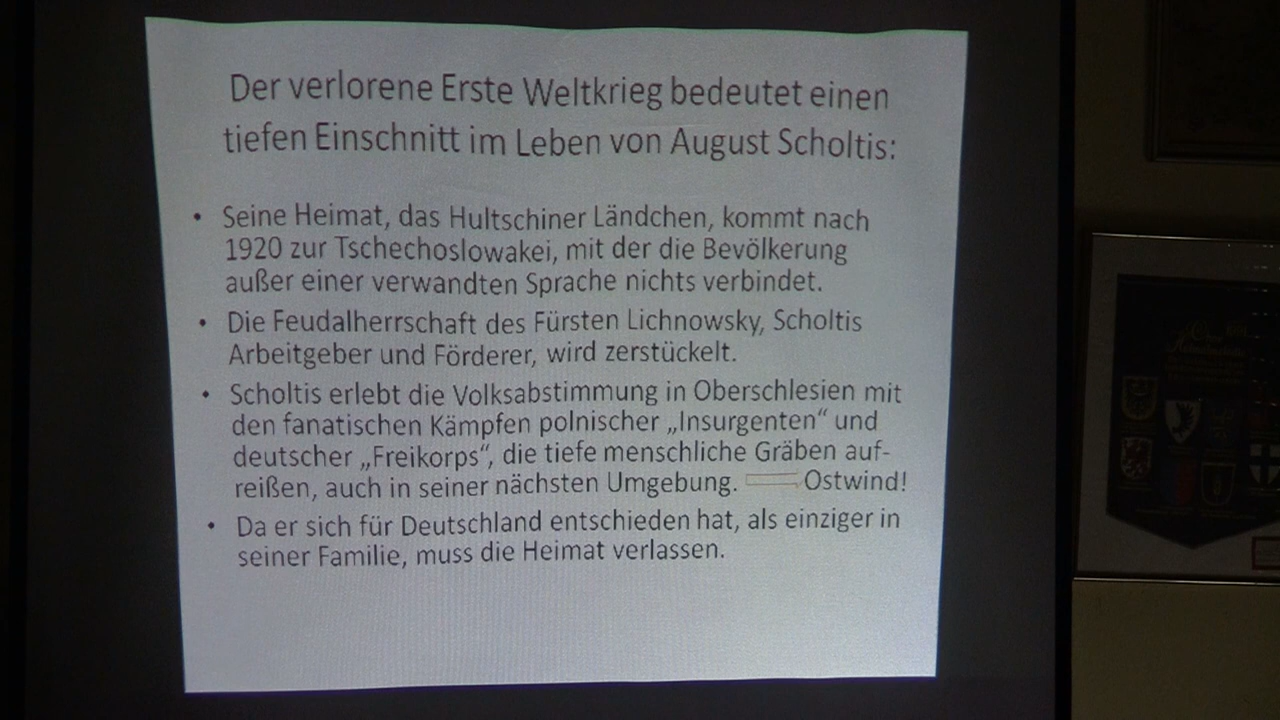 Der verlorene Erste Weltkrieg bedeutet einen
tiefen Einschnitt im Leben von August Scholtis:
• Seine Heimat, das Hultschiner Ländchen, kommt nach
1920 zur Tschechoslowakei, mit der die Bevölkerung
außer einer verwandten Sprache nichts verbindet.
• Die Feudalherrschaft des Fürsten Lichnowsky, Scholtis
Arbeitgeber und Förderer, wird zerstückelt.
• Scholtis erlebt die Volksabstimmung in Oberschlesien mit
den fanatischen Kämpfen polnischer „Insurgenten“ und
deutscher „Freikorps“, die tiefe menschliche Gräben auf-
reißen, auch in seiner nächsten Umgebung. Ostwind!
• Da er sich für Deutschland entschieden hat, als einziger in
seiner Familie, muss die Heimat verlassen.